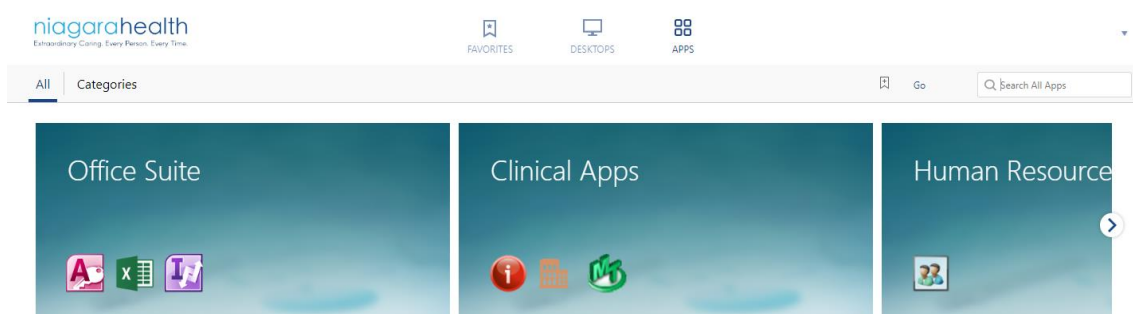 niagarahealth
Extraordinary Caring. Every Person. Every Time.
FAVORITES DESKTOPS APPS
All Categories Go Search All Apps
Office Suite Clinical Apps Human Resource
A X I i MT